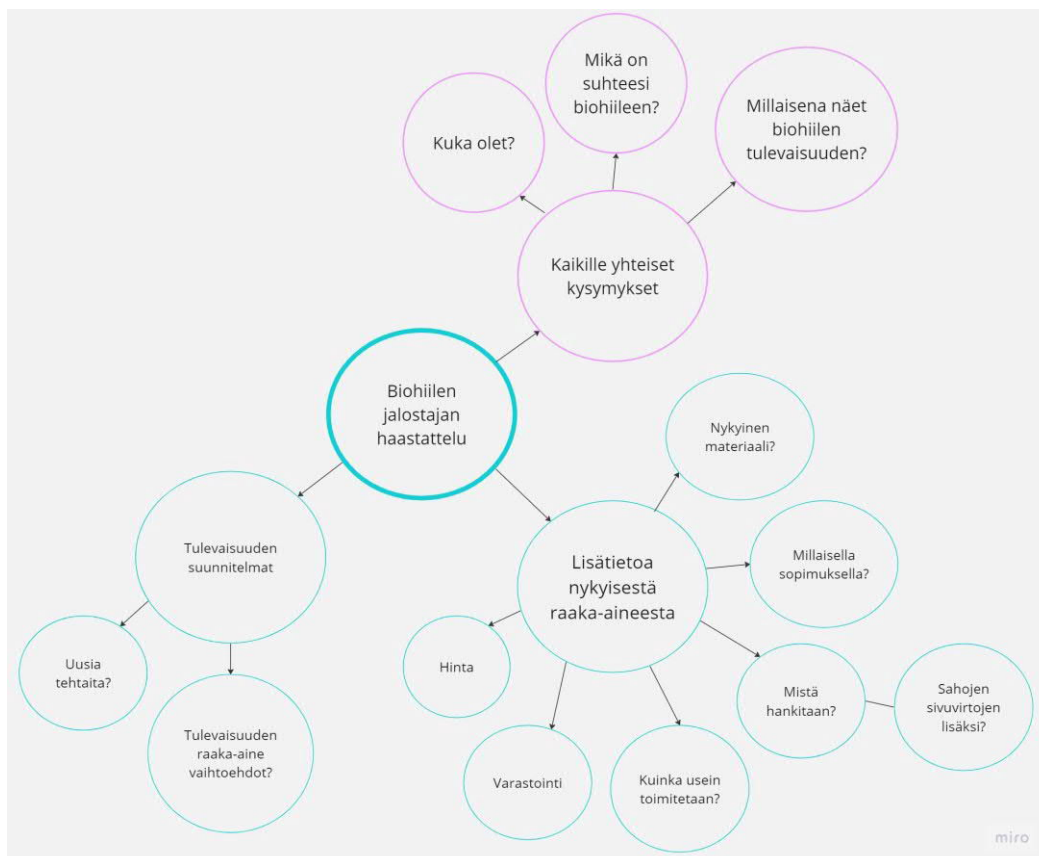 Mikä on
suhteesi
biohiileen?
Kuka olet?
Millaisena näet
biohiilen
tulevaisuuden?
Kaikille yhteiset
kysymykset
Biohiilen
jalostajan
haastattelu
Nykyinen
materiaali?
Tulevaisuuden
suunnitelmat
Lisätietoa
nykyisestä
raaka-aineesta
Millaisella
sopimuksella?
Uusia
tehtaita?
Hinta
Mistä
hankitaan?
Sahojen
sivuvirtojen
lisäksi?
Tulevaisuuden
raaka-aine
vaihtoehdot?
Varastointi
Kuinka usein
toimitetaan?
miro